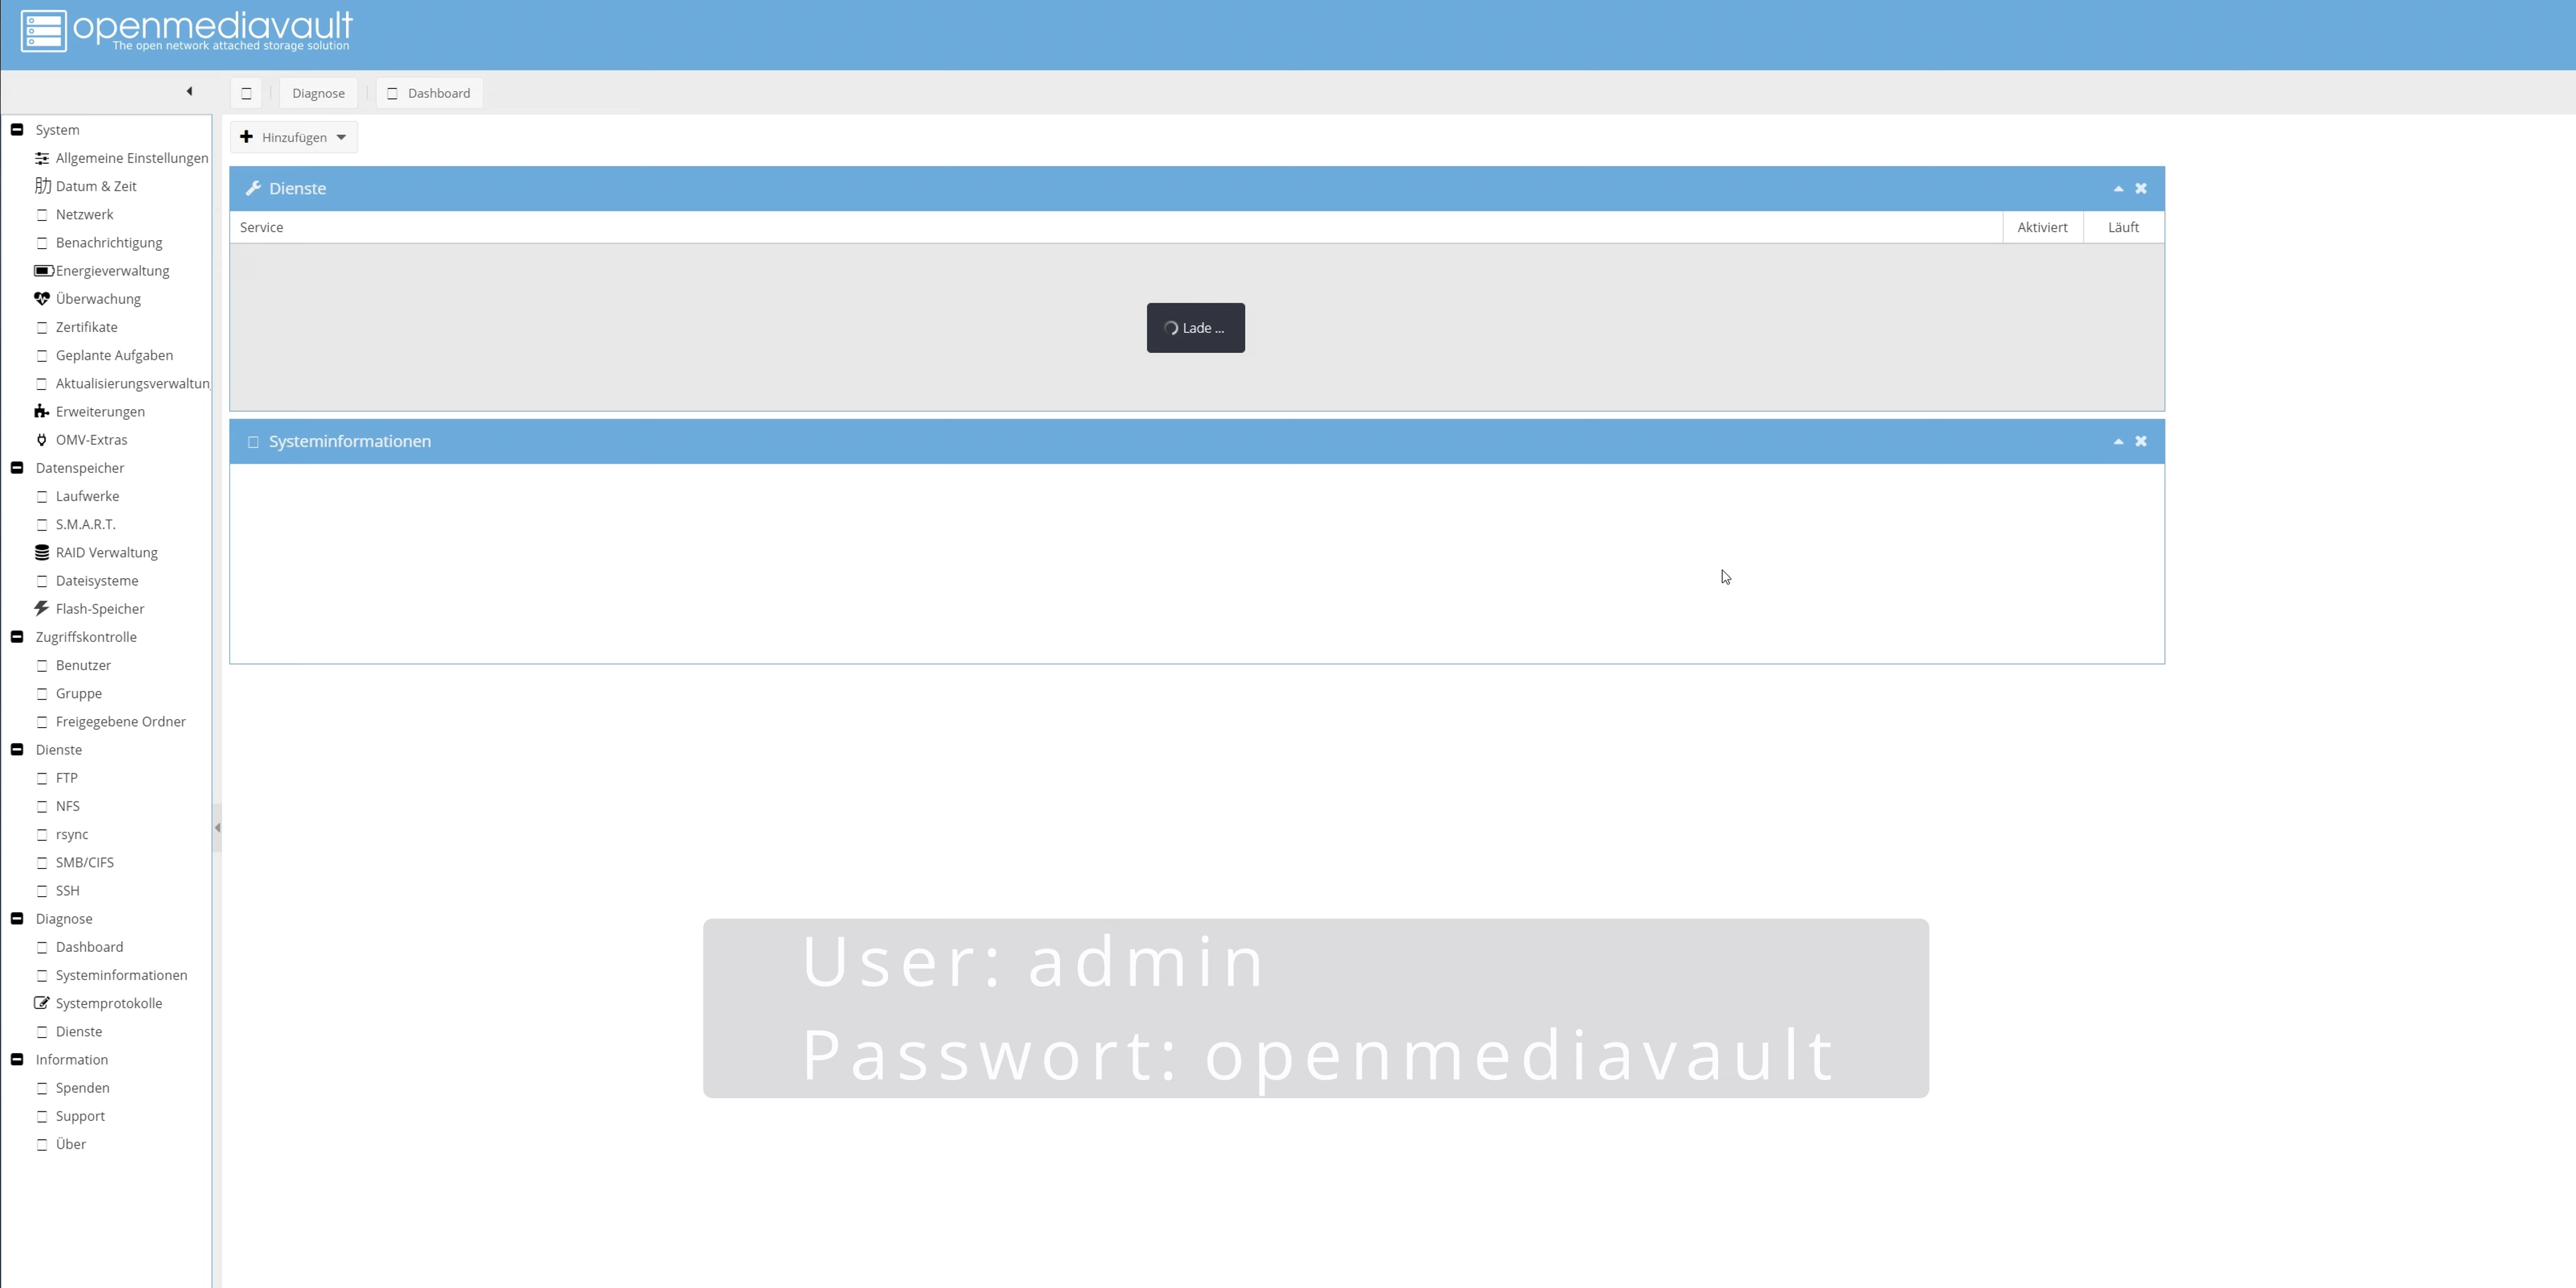 openmediavault
The open network attached storage solution
Diagnose
Dashboard
System
Allgemeine Einstellungen
Datum & Zeit
Netzwerk
Benachrichtigung
Energieverwaltung
Überwachung
Zertifikate
Geplante Aufgaben
Aktualisierungsverwaltun
Erweiterungen
OMV-Extras
Datenspeicher
Laufwerke
S.M.A.R.T.
RAID Verwaltung
Dateisysteme
Flash-Speicher
Zugriffskontrolle
Benutzer
Gruppe
Freigegebene Ordner
Dienste
FTP
NFS
rsync
SMB/CIFS
SSH
Diagnose
Dashboard
Systeminformationen
Systemprotokolle
Dienste
Information
Spenden
Support
Über
Hinzufügen
Dienste
Service Aktiviert Läuft
Lade ...
Systeminformationen
User: admin
Passwort: openmediavault